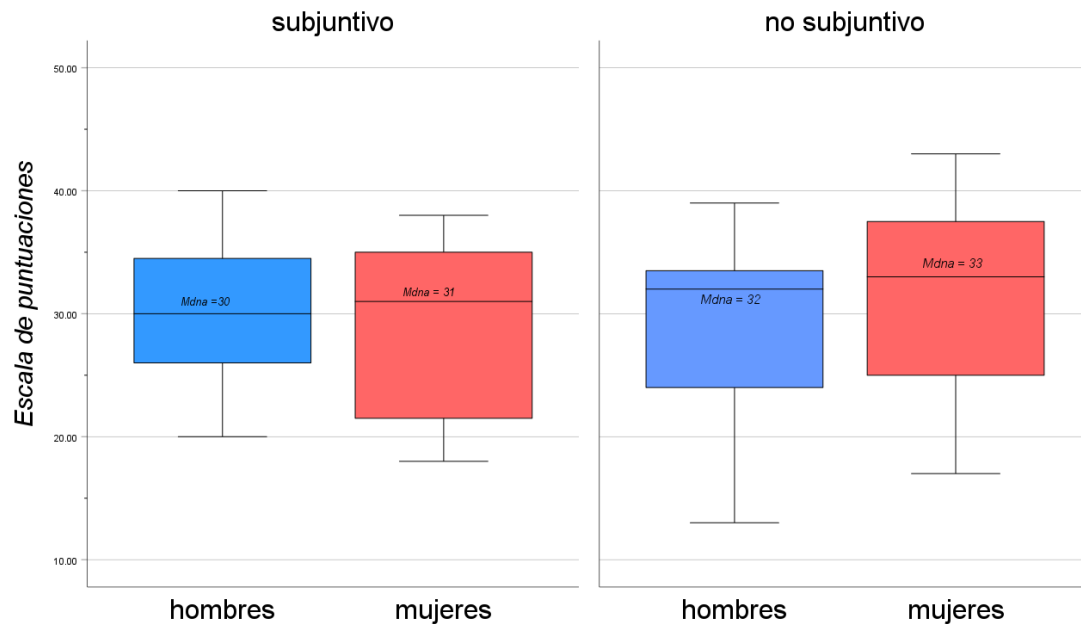 subjuntivo
no subjuntivo
Escala de puntuaciones
50.00
40.00
30.00
20.00
10.00
Mdna =30
Mdna = 31
Mdna = 32
Mdna = 33
hombres
mujeres
hombres
mujeres